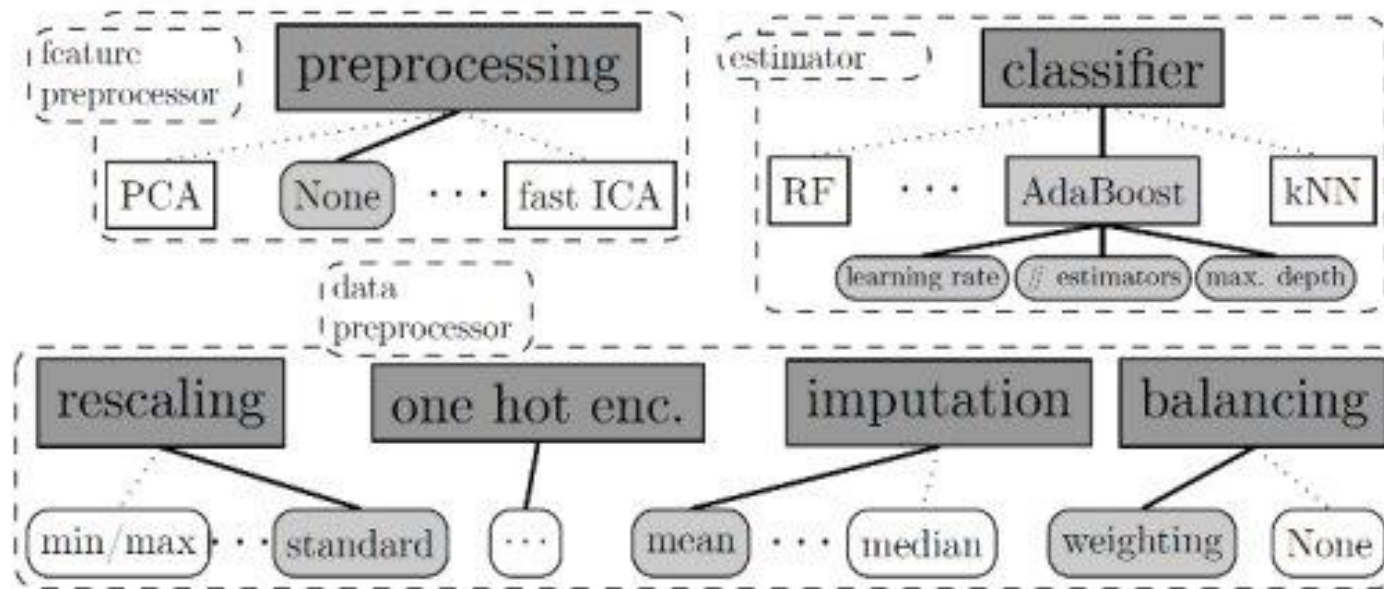 feature
preprocessor
preprocessing
PCA
None
· · ·
fast ICA
estimator
classifier
RF
· · ·
AdaBoost
kNN
learning rate
# estimators
max. depth
data
preprocessor
rescaling
one hot enc.
imputation
balancing
min/max
· · ·
standard
· · ·
mean
· · ·
median
weighting
None